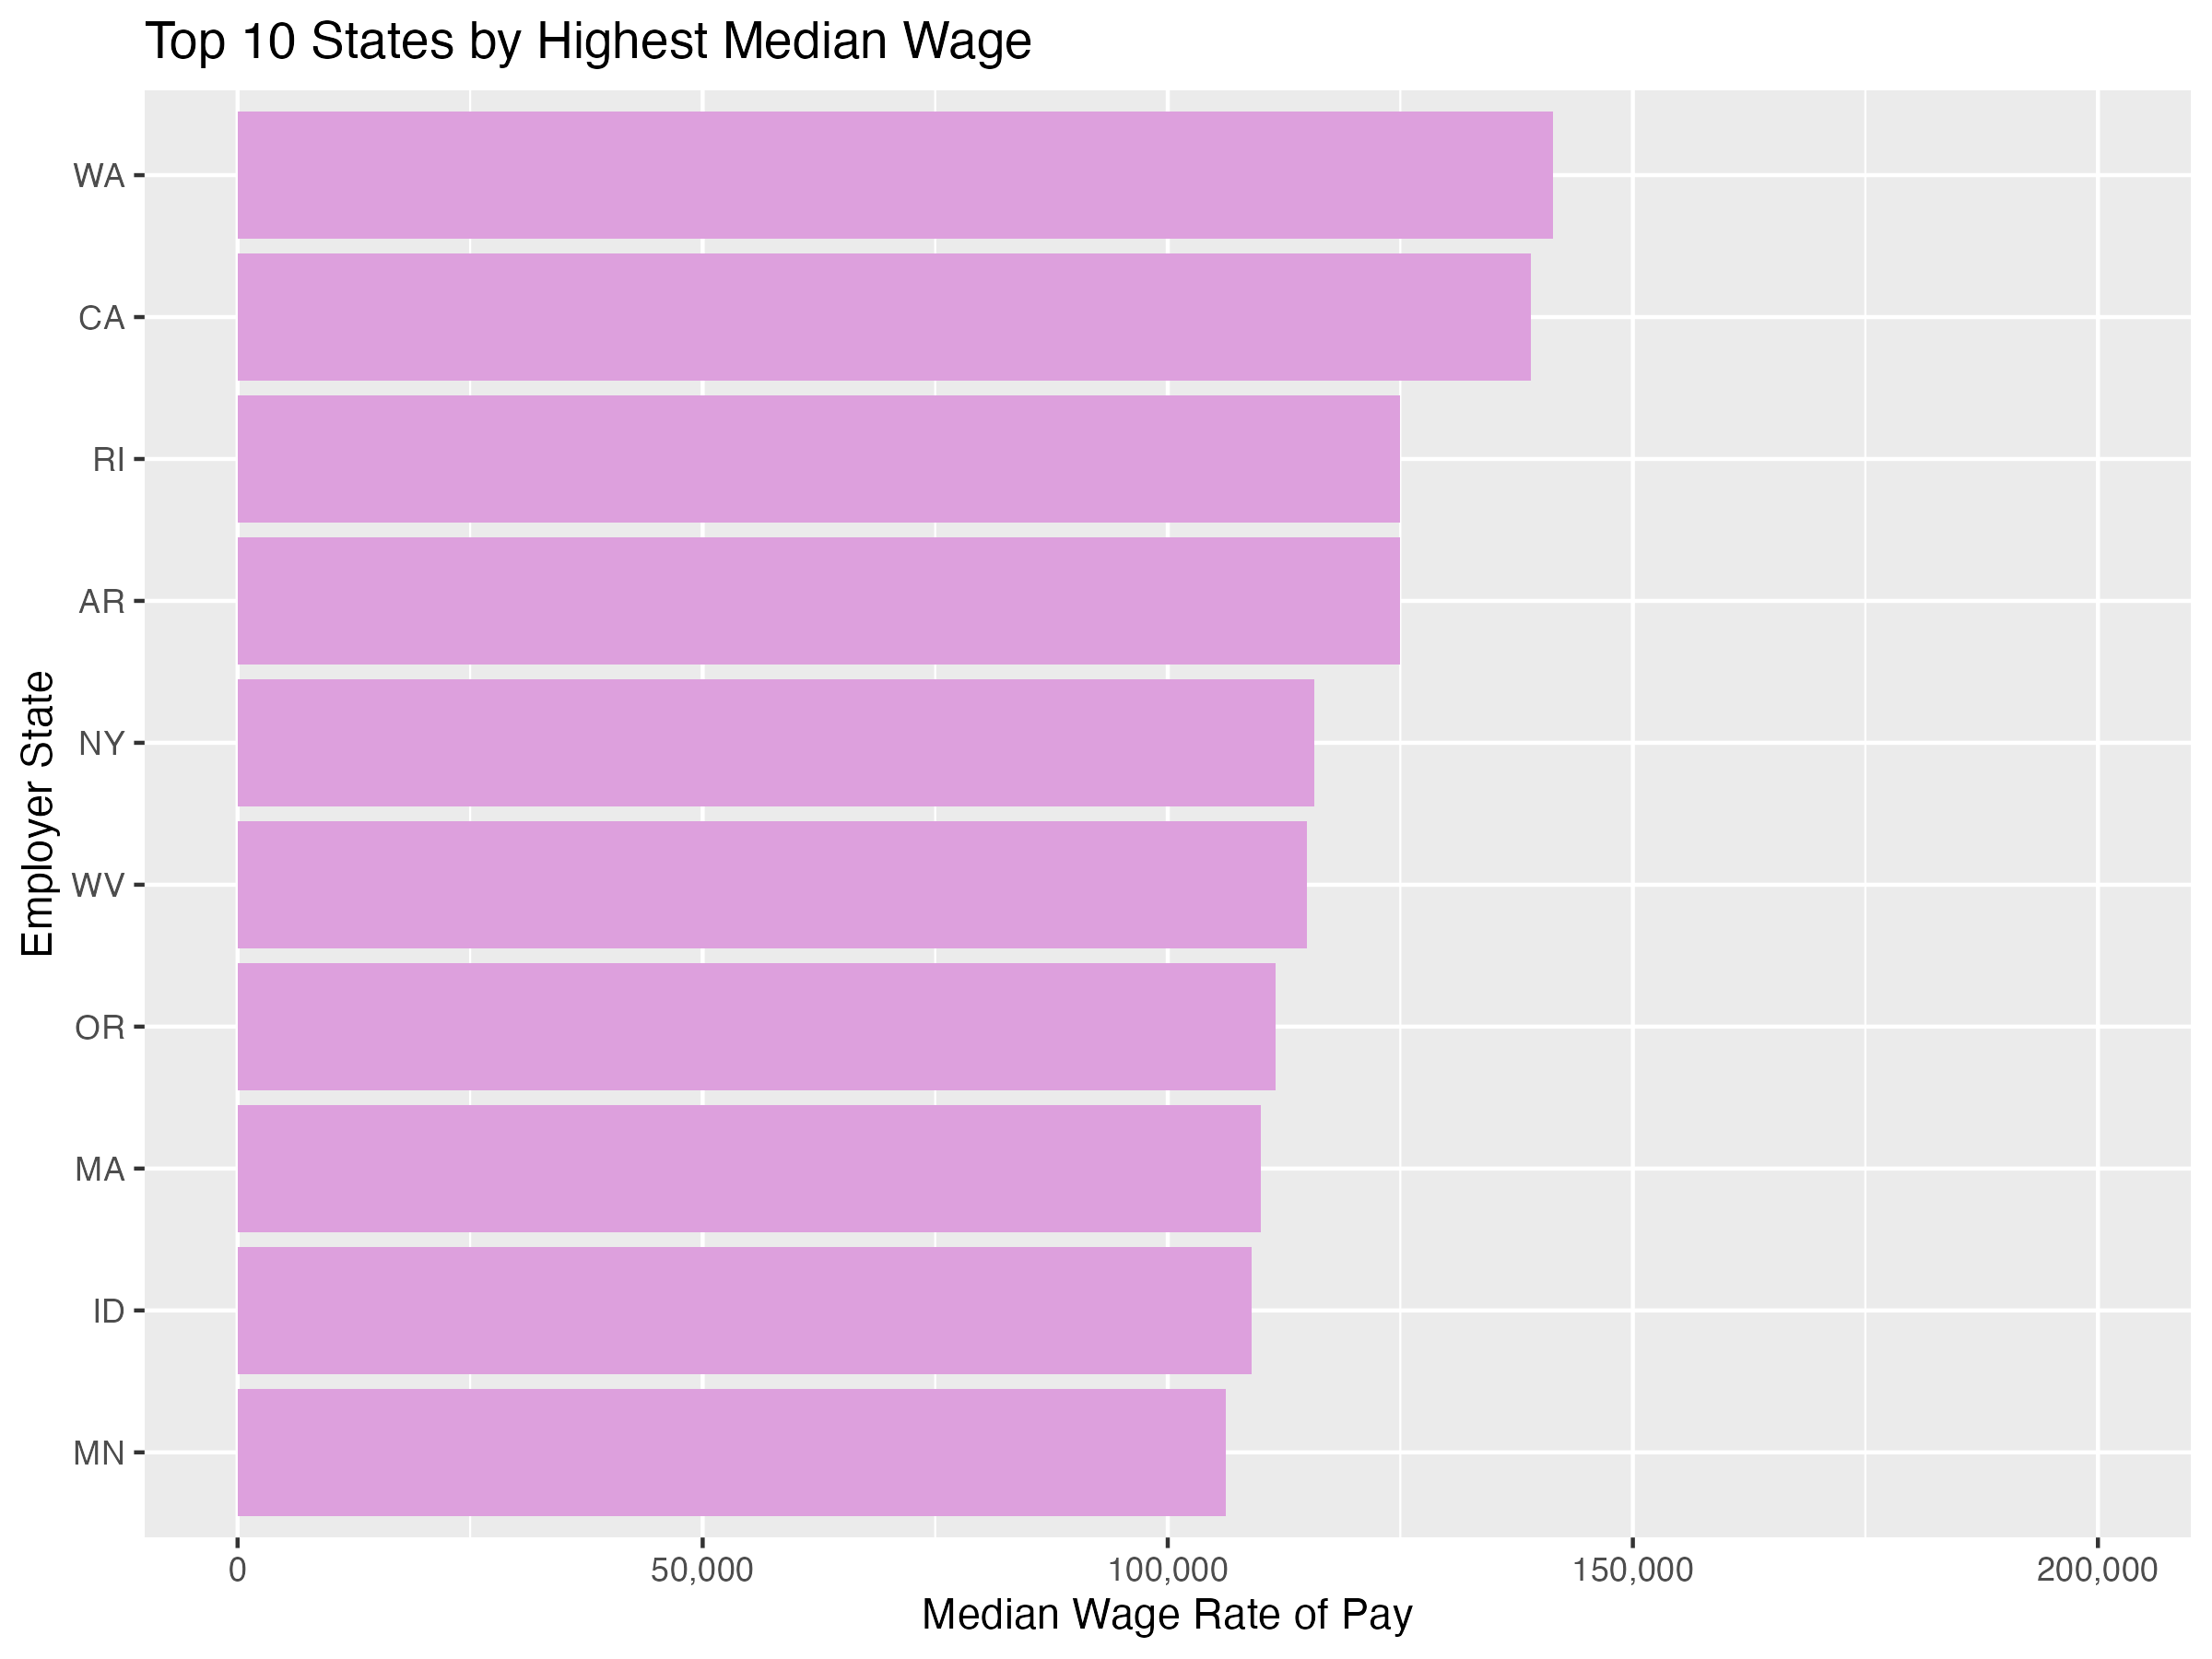 Top 10 States by Highest Median Wage
Employer State
WA
CA
RI
AR
NY
WV
OR
MA
ID
MN
0 50,000 100,000 150,000 200,000
Median Wage Rate of Pay